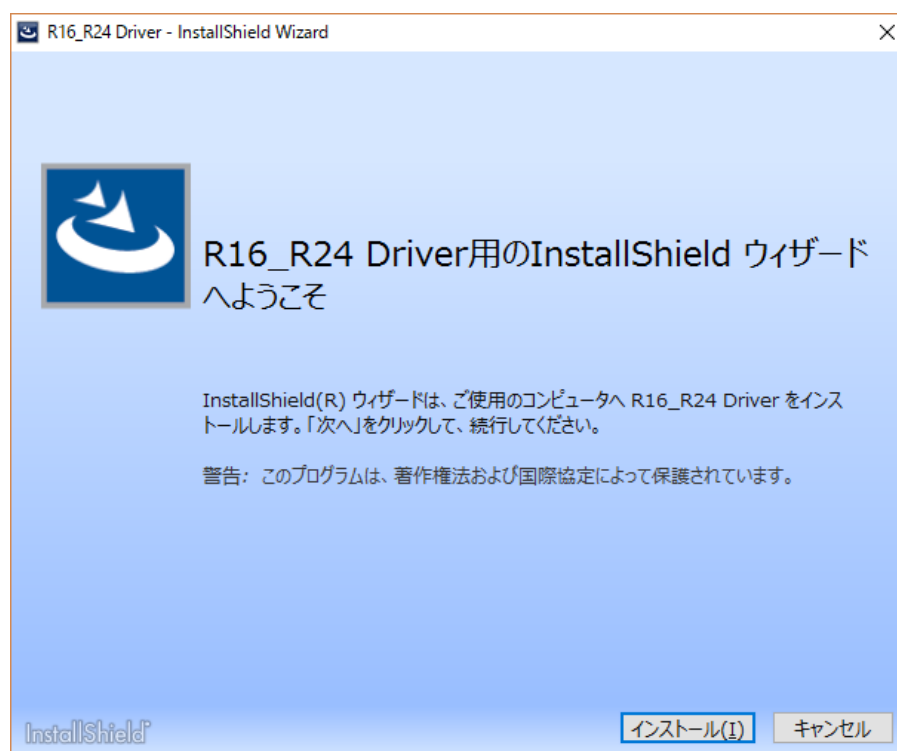 R16_R24 Driver - InstallShield Wizard
R16_R24 Driver用のInstallShield ウィザード
へようこそ
InstallShield(R) ウィザードは、ご使用のコンピュータへ R16_R24 Driver をインス
トールします。「次へ」をクリックして、続行してください。
警告: このプログラムは、著作権法および国際協定によって保護されています。
InstallShield
インストール(I)
キャンセル